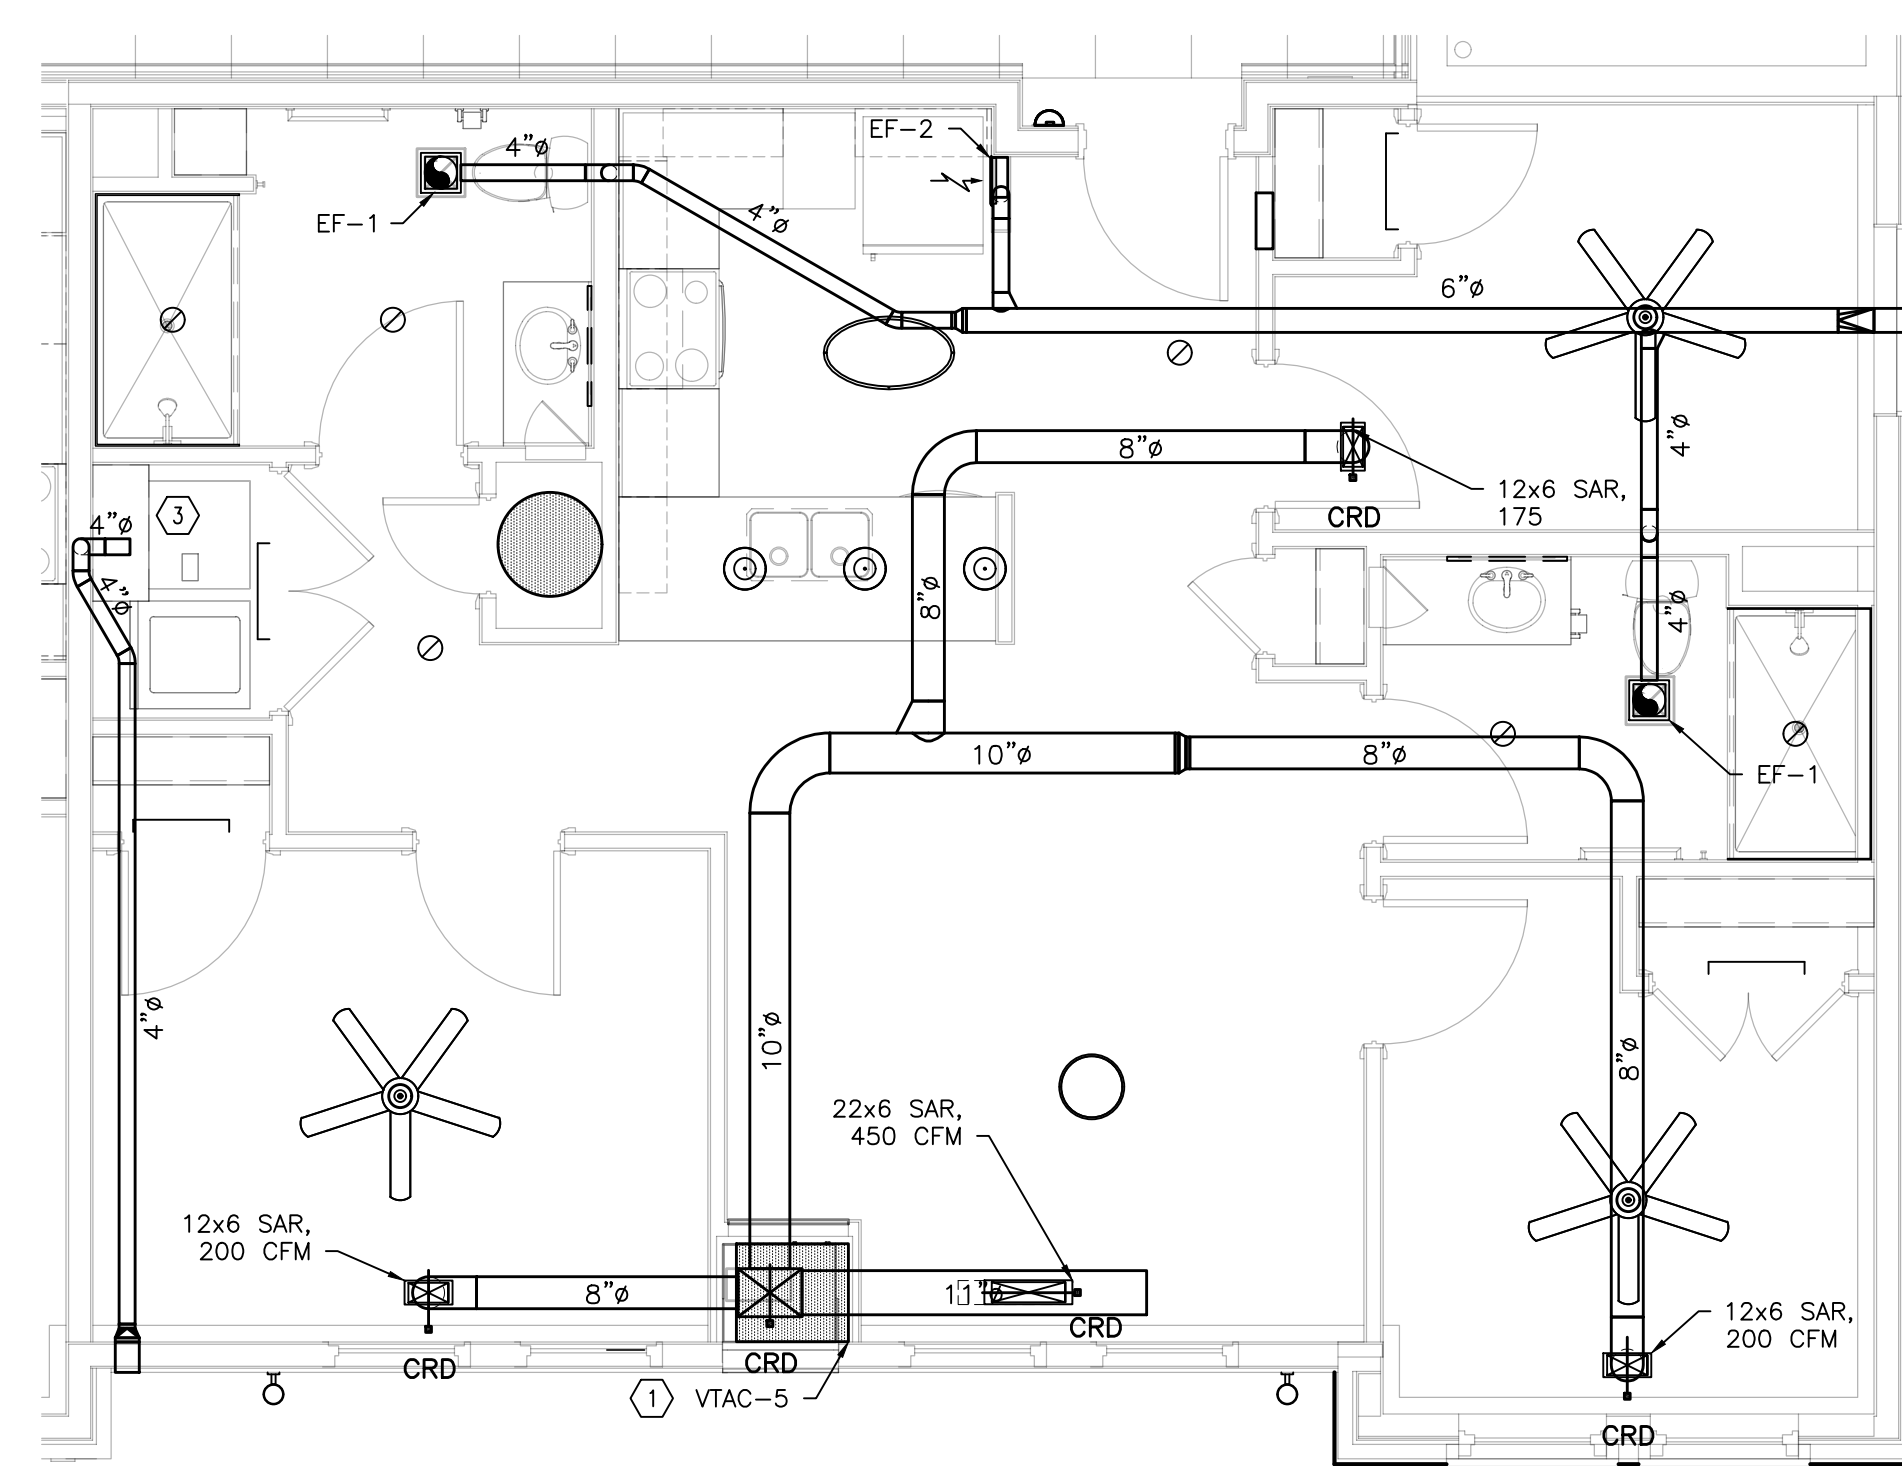 4"ø
EF-2
EF-1
4"ø
6"ø
4"ø
8"ø
12x6 SAR,
175
CRD
3
4"ø
4"ø
8"ø
4"ø
10"ø
8"ø
EF-1
4"ø
10"ø
8"ø
22x6 SAR,
450 CFM
12x6 SAR,
200 CFM
8"ø
11"ø
CRD
12x6 SAR,
200 CFM
CRD
CRD
1
VTAC-5
CRD